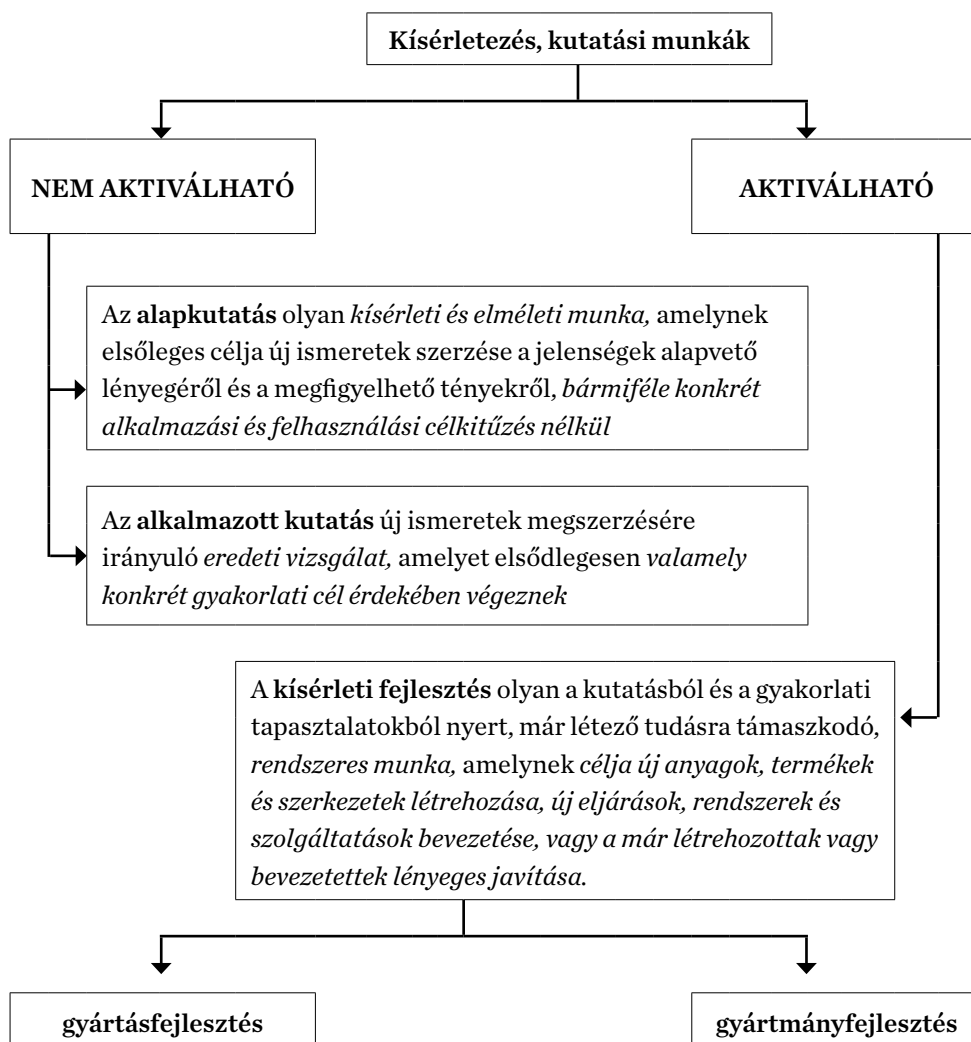 Kísérletezés, kutatási munkák
NEM AKTIVÁLHATÓ
AKTIVÁLHATÓ
Az alapkutatás olyan kísérleti és elméleti munka, amelynek
elsőleges célja új ismeretek szerzése a jelenségek alapvető
lényegéről és a megfigyelhető tényekről, bármiféle konkrét
alkalmazási és felhasználási célkitűzés nélkül
Az alkalmazott kutatás új ismeretek megszerzésére
irányuló eredeti vizsgálat, amelyet elsődlegesen valamely
konkrét gyakorlati cél érdekében végeznek
A kísérleti fejlesztés olyan a kutatásból és a gyakorlati
tapasztalatokból nyert, már létező tudásra támaszkodó,
rendszeres munka, amelynek célja új anyagok, termékek
és szerkezetek létrehozása, új eljárások, rendszerek és
szolgáltatások bevezetése, vagy a már létrehozottak vagy
bevezetettek lényeges javítása.
gyártásfejlesztés
gyártmányfejlesztés